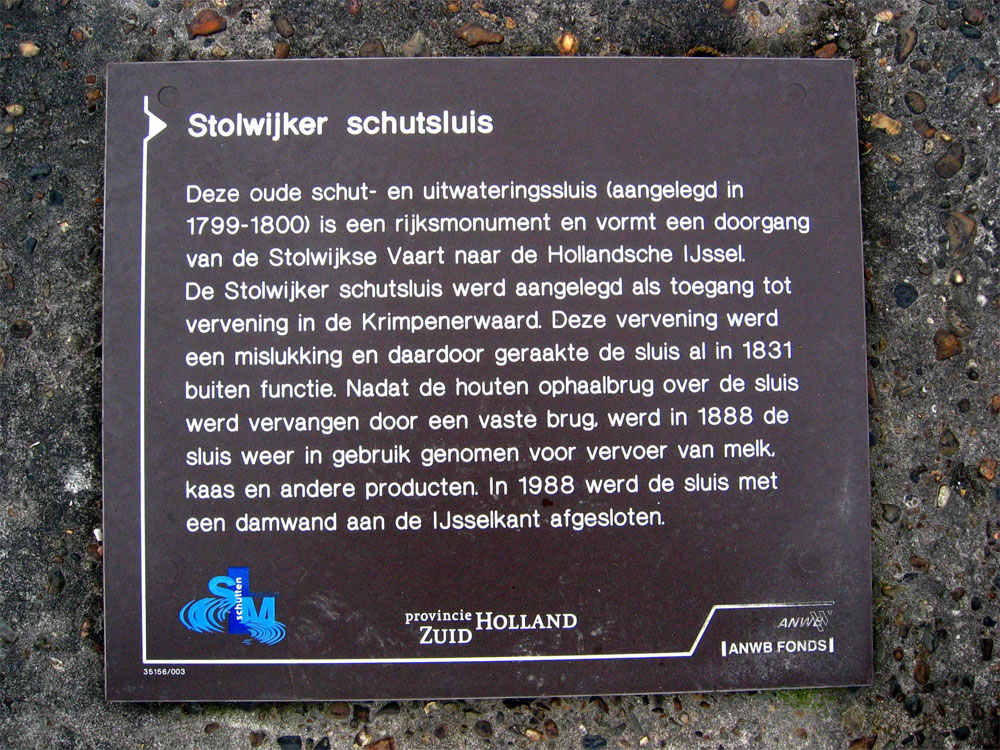 Stolwijker schutsluis
Deze oude schut- en uitwateringssluis (aangelegd in
1799-1800) is een rijksmonument en vormt een doorgang
van de Stolwijkse Vaart naar de Hollandsche IJssel.
De Stolwijker schutsluis werd aangelegd als toegang tot
vervening in de Krimpenerwaard. Deze vervening werd
een mislukking en daardoor geraakte de sluis al in 1831
buiten functie. Nadat de houten ophaalbrug over de sluis
werd vervangen door een vaste brug, werd in 1888 de
sluis weer in gebruik genomen voor vervoer van melk,
kaas en andere producten. In 1988 werd de sluis met
een damwand aan de IJsselkant afgesloten.
SLM
schutten
provincie HOLLAND
ZUID
ANWB
ANWB FONDS
35156/003